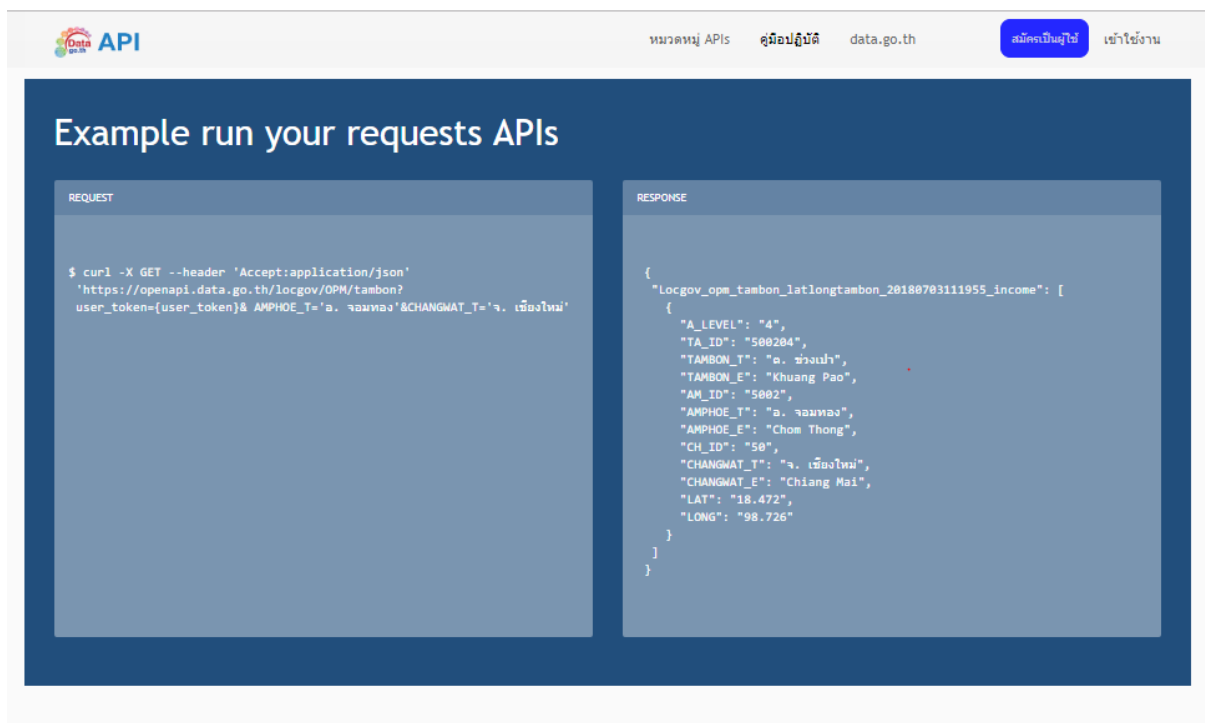 Data go.th API
หมวดหมู่ APIs
คู่มือปฏิบัติ
data.go.th
สมัครเป็นผู้ใช้
เข้าใช้งาน
Example run your requests APIs
REQUEST
$ curl -X GET --header 'Accept:application/json'
'https://openapi.data.go.th/locgov/OPM/tambon?
user_token={user_token}& AMPHOE_T='อ. จอมทอง'&CHANGWAT_T='จ. เชียงใหม่'
RESPONSE
{
"Locgov_opm_tambon_latlongtambon_20180703111955_income": [
{
"A_LEVEL": "4",
"TA_ID": "500204",
"TAMBON_T": "ต. ข่วงเปา",
"TAMBON_E": "Khuang Pao",
"AM_ID": "5002",
"AMPHOE_T": "อ. จอมทอง",
"AMPHOE_E": "Chom Thong",
"CH_ID": "50",
"CHANGWAT_T": "จ. เชียงใหม่",
"CHANGWAT_E": "Chiang Mai",
"LAT": "18.472",
"LONG": "98.726"
}
]
}